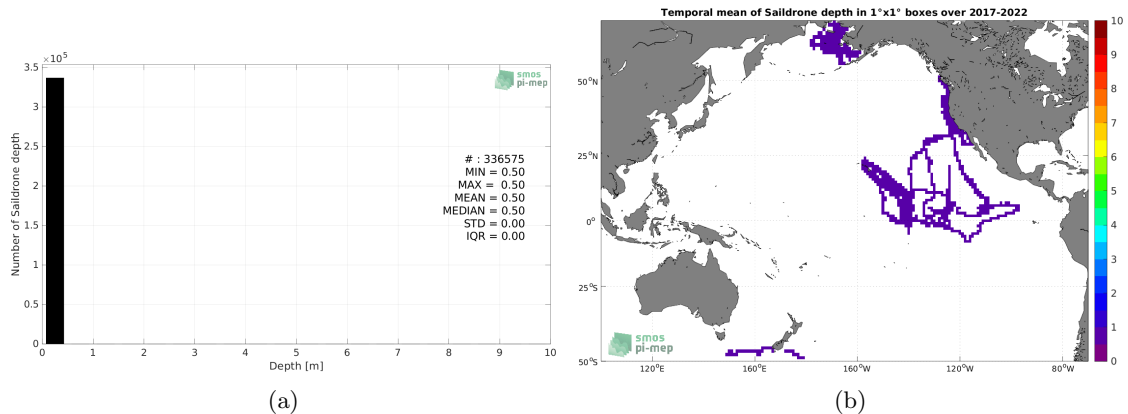 ×10⁵
3.5
3
2.5
2
1.5
1
0.5
0
Number of Saildrone depth
smos
pi-mep
# : 336575
MIN = 0.50
MAX = 0.50
MEAN = 0.50
MEDIAN = 0.50
STD = 0.00
IQR = 0.00
0 1 2 3 4 5 6 7 8 9 10
Depth [m]
(a)
Temporal mean of Saildrone depth in 1°x1° boxes over 2017-2022
50°N
25°N
0°
25°S
50°S
smos
pi-mep
120°E 160°E 160°W 120°W 80°W
10
9
8
7
6
5
4
3
2
1
0
(b)